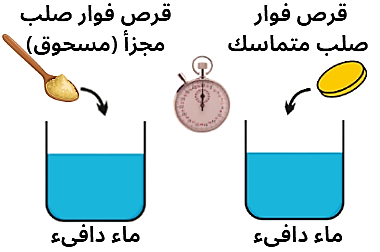 قرص فوار
صلب متماسك
قرص فوار صلب
مجزأ (مسحوق)
ماء دافيء
ماء دافيء